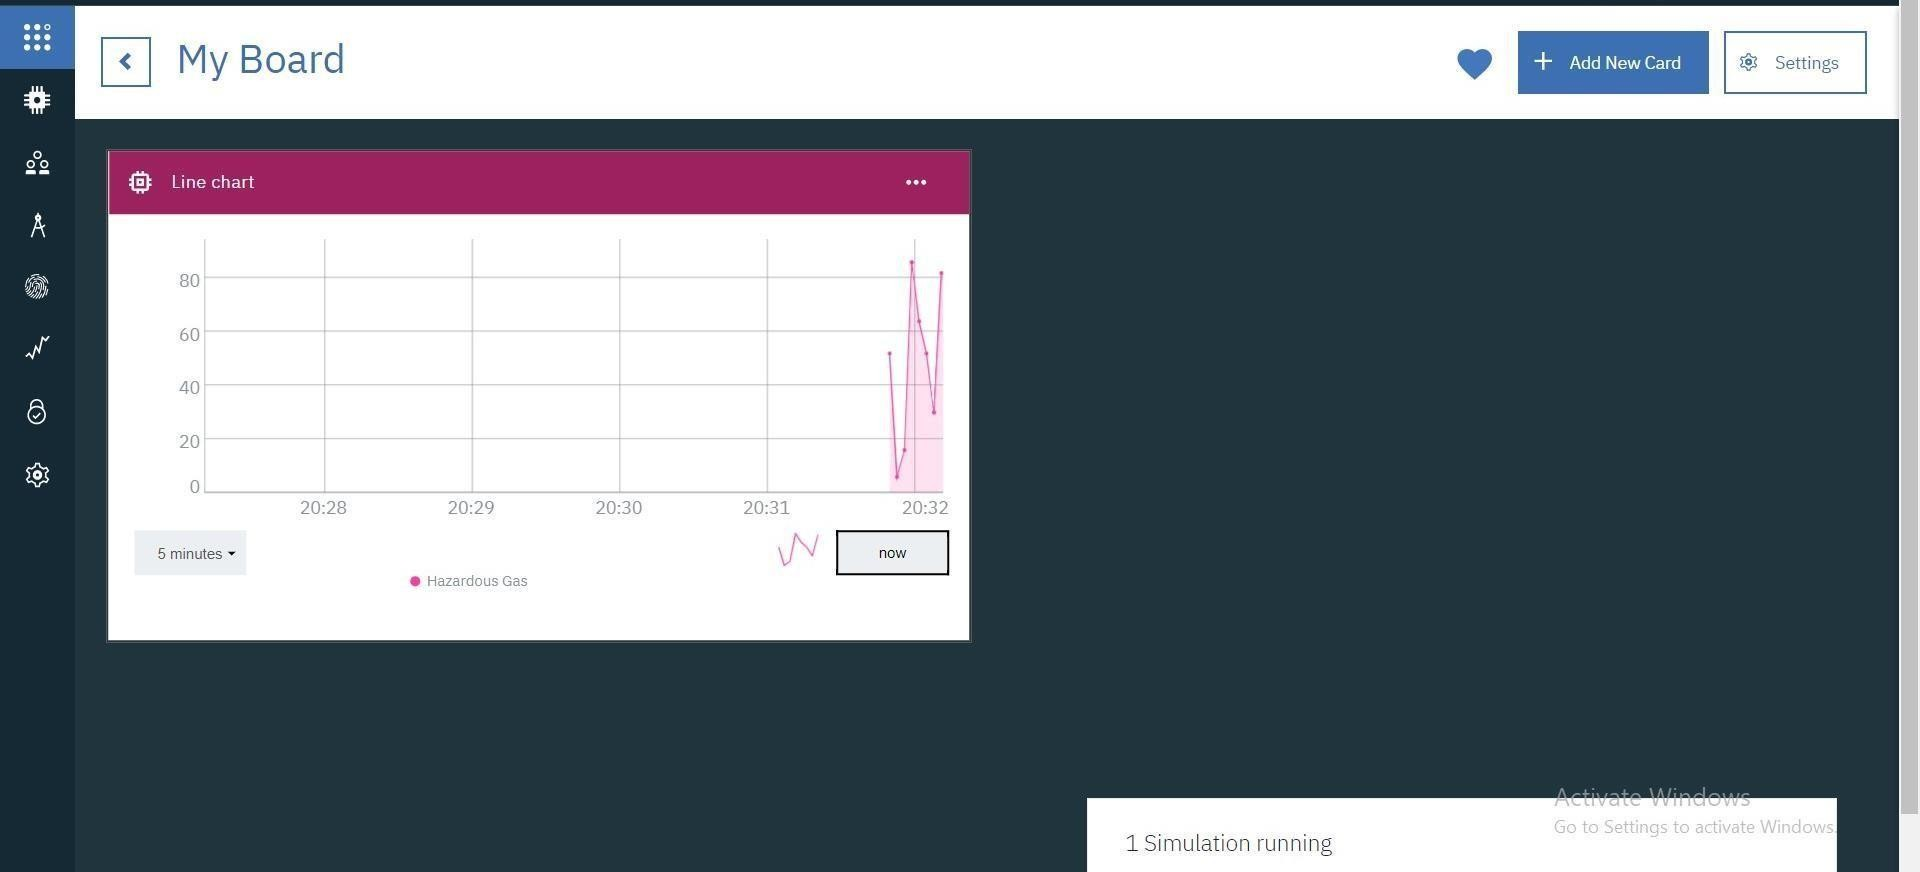 My Board
Add New Card
Settings
Line chart
80
60
40
20
0
20:28 20:29 20:30 20:31 20:32
5 minutes
now
Hazardous Gas
Activate Windows
Go to Settings to activate Windows.
1 Simulation running